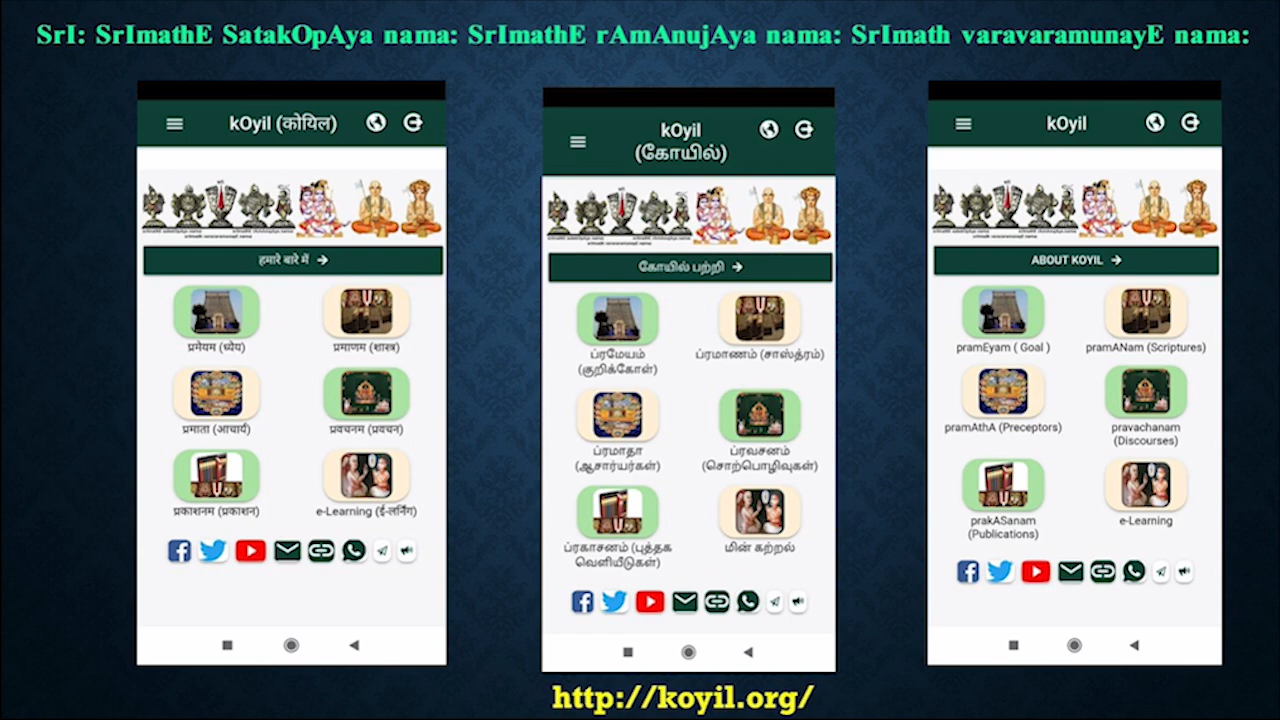 SrI: SrImathE SatakOpAya nama: SrImathE rAmAnujAya nama: SrImath varavaramunayE nama:
kOyil (कोयिल)
हमारे बारे में →
प्रमेयम (ध्येय)
प्रमाणम (शास्त्र)
प्रमाता (आचार्य)
प्रवचनम (प्रवचन)
प्रकाशनम (प्रकाशन)
e-Learning (ई-लर्निंग)
kOyil
(கோயில்)
கோயில் பற்றி →
ப்ரமேயம்
(குறிக்கோள்)
ப்ரமாணம் (சாஸ்த்ரம்)
ப்ரமாதா
(ஆசார்யர்கள்)
ப்ரவசனம்
(சொற்பொழிவுகள்)
ப்ரகாசனம் (புத்தக
வெளியீடுகள்)
மின் கற்றல்
kOyil
ABOUT KOYIL →
pramEyam ( Goal )
pramANam (Scriptures)
pramAthA (Preceptors)
pravachanam
(Discourses)
prakASanam
(Publications)
e-Learning
http://koyil.org/